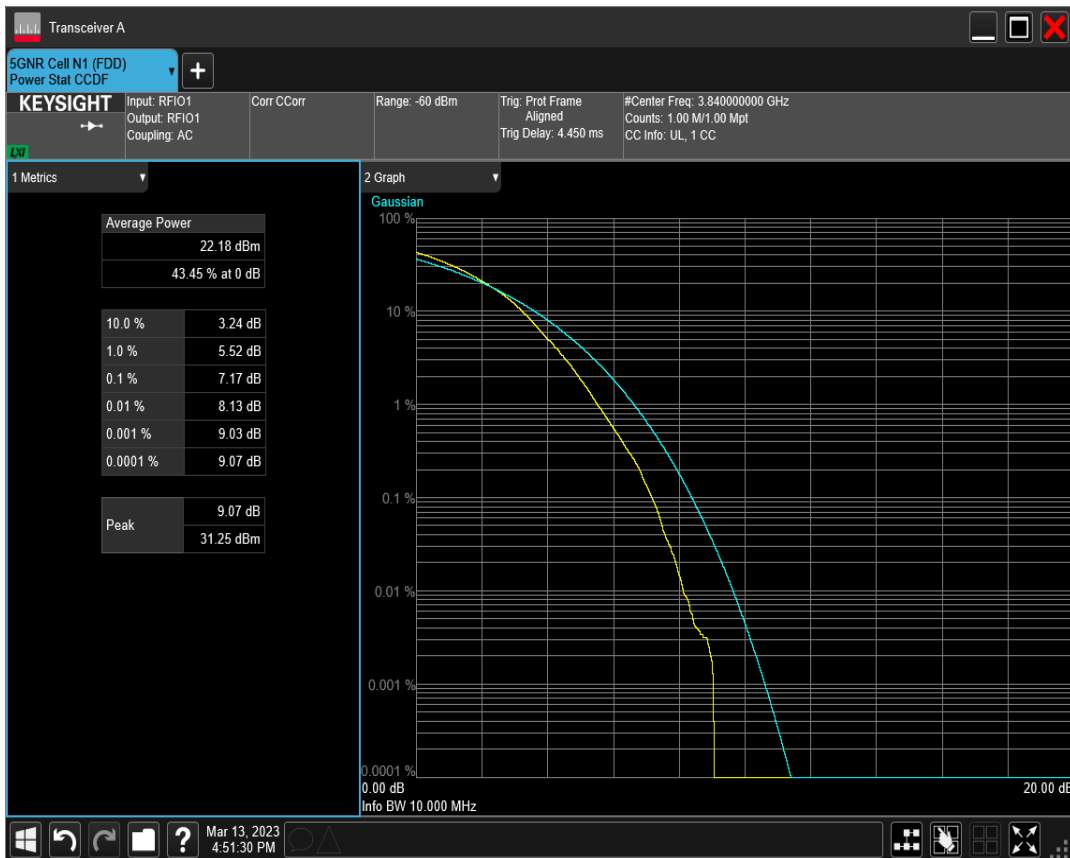 Transceiver A
5GNR Cell N1 (FDD)
Power Stat CCDF
KEYSIGHT
LXI
Input: RFIO1
Output: RFIO1
Coupling: AC
Corr CCorr
Range: -60 dBm
Trig: Prot Frame
Aligned
Trig Delay: 4.450 ms
#Center Freq: 3.840000000 GHz
Counts: 1.00 M/1.00 Mpt
CC Info: UL, 1 CC
1 Metrics
Average Power
22.18 dBm
43.45 % at 0 dB
10.0 % 3.24 dB
1.0 % 5.52 dB
0.1 % 7.17 dB
0.01 % 8.13 dB
0.001 % 9.03 dB
0.0001 % 9.07 dB
Peak
9.07 dB
31.25 dBm
2 Graph
Gaussian
100 %
10 %
1 %
0.1 %
0.01 %
0.001 %
0.0001 %
0.00 dB 20.00 dB
Info BW 10.000 MHz
?
Mar 13, 2023
4:51:30 PM